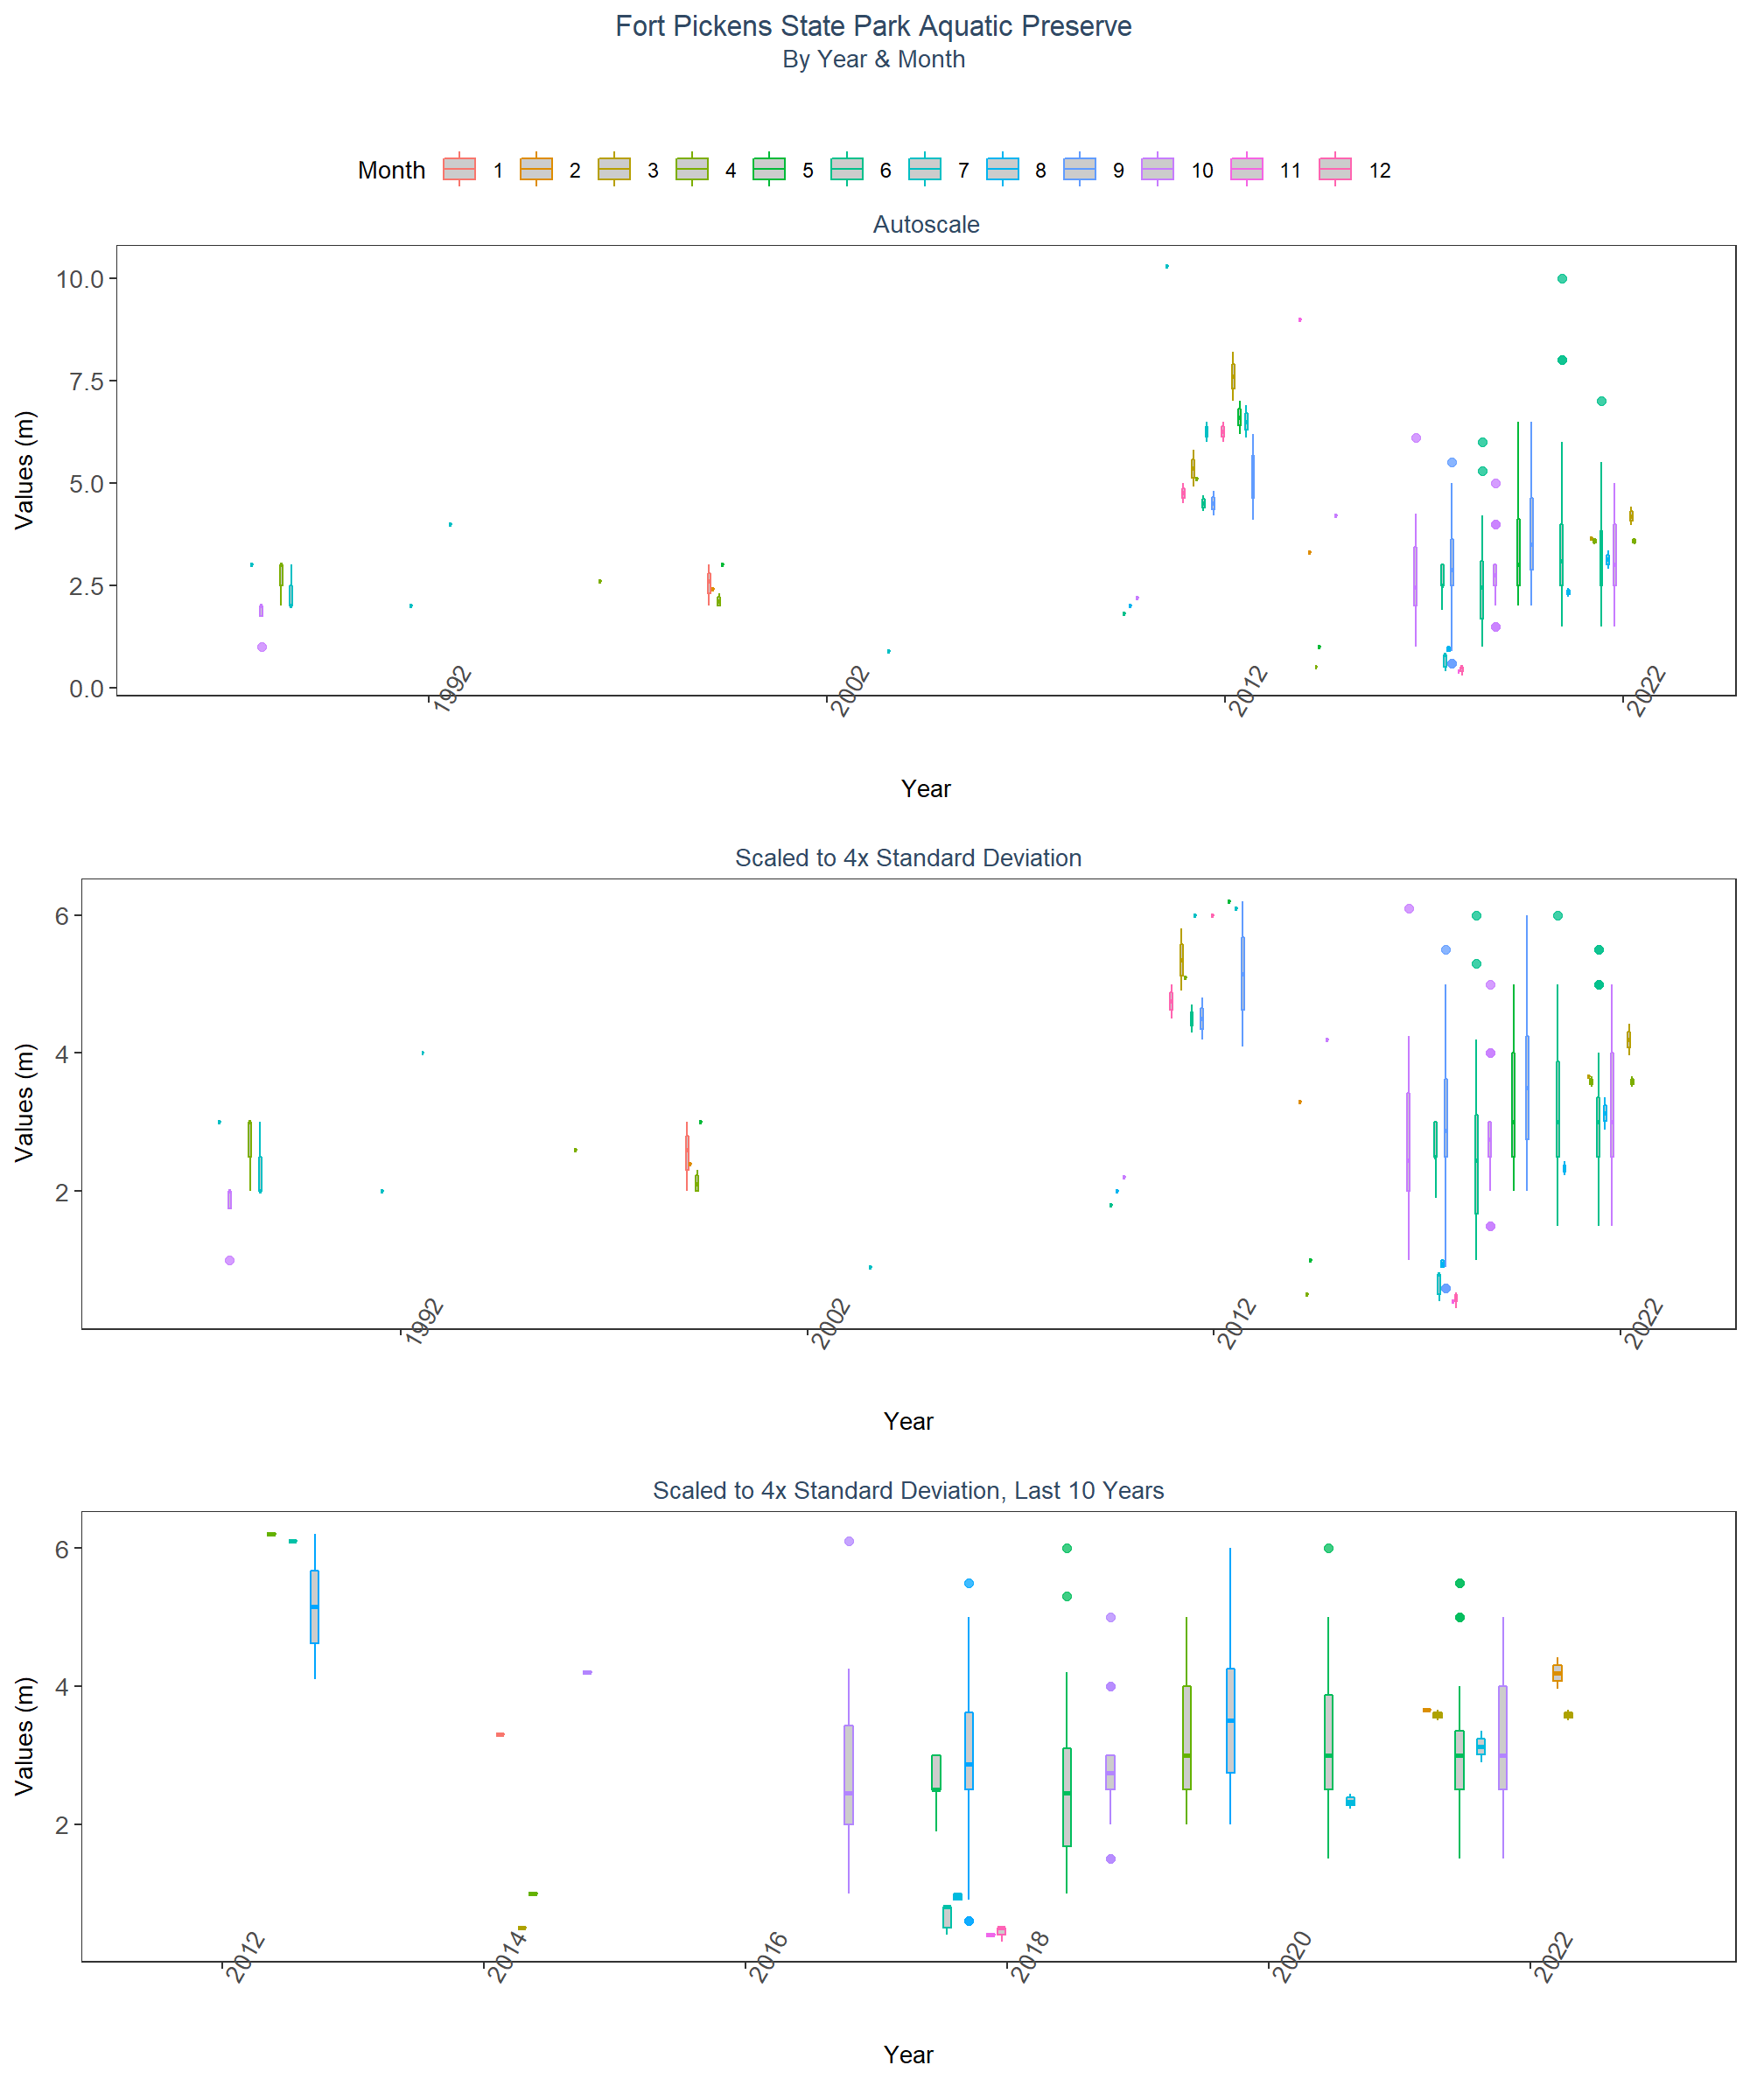 Fort Pickens State Park Aquatic Preserve
By Year & Month
Month 1 2 3 4 5 6 7 8 9 10 11 12
Autoscale
10.0
7.5
5.0
2.5
0.0
Values (m)
1992 2002 2012 2022
Year
Scaled to 4x Standard Deviation
6
4
2
Values (m)
1992 2002 2012 2022
Year
Scaled to 4x Standard Deviation, Last 10 Years
6
4
2
Values (m)
2012 2014 2016 2018 2020 2022
Year